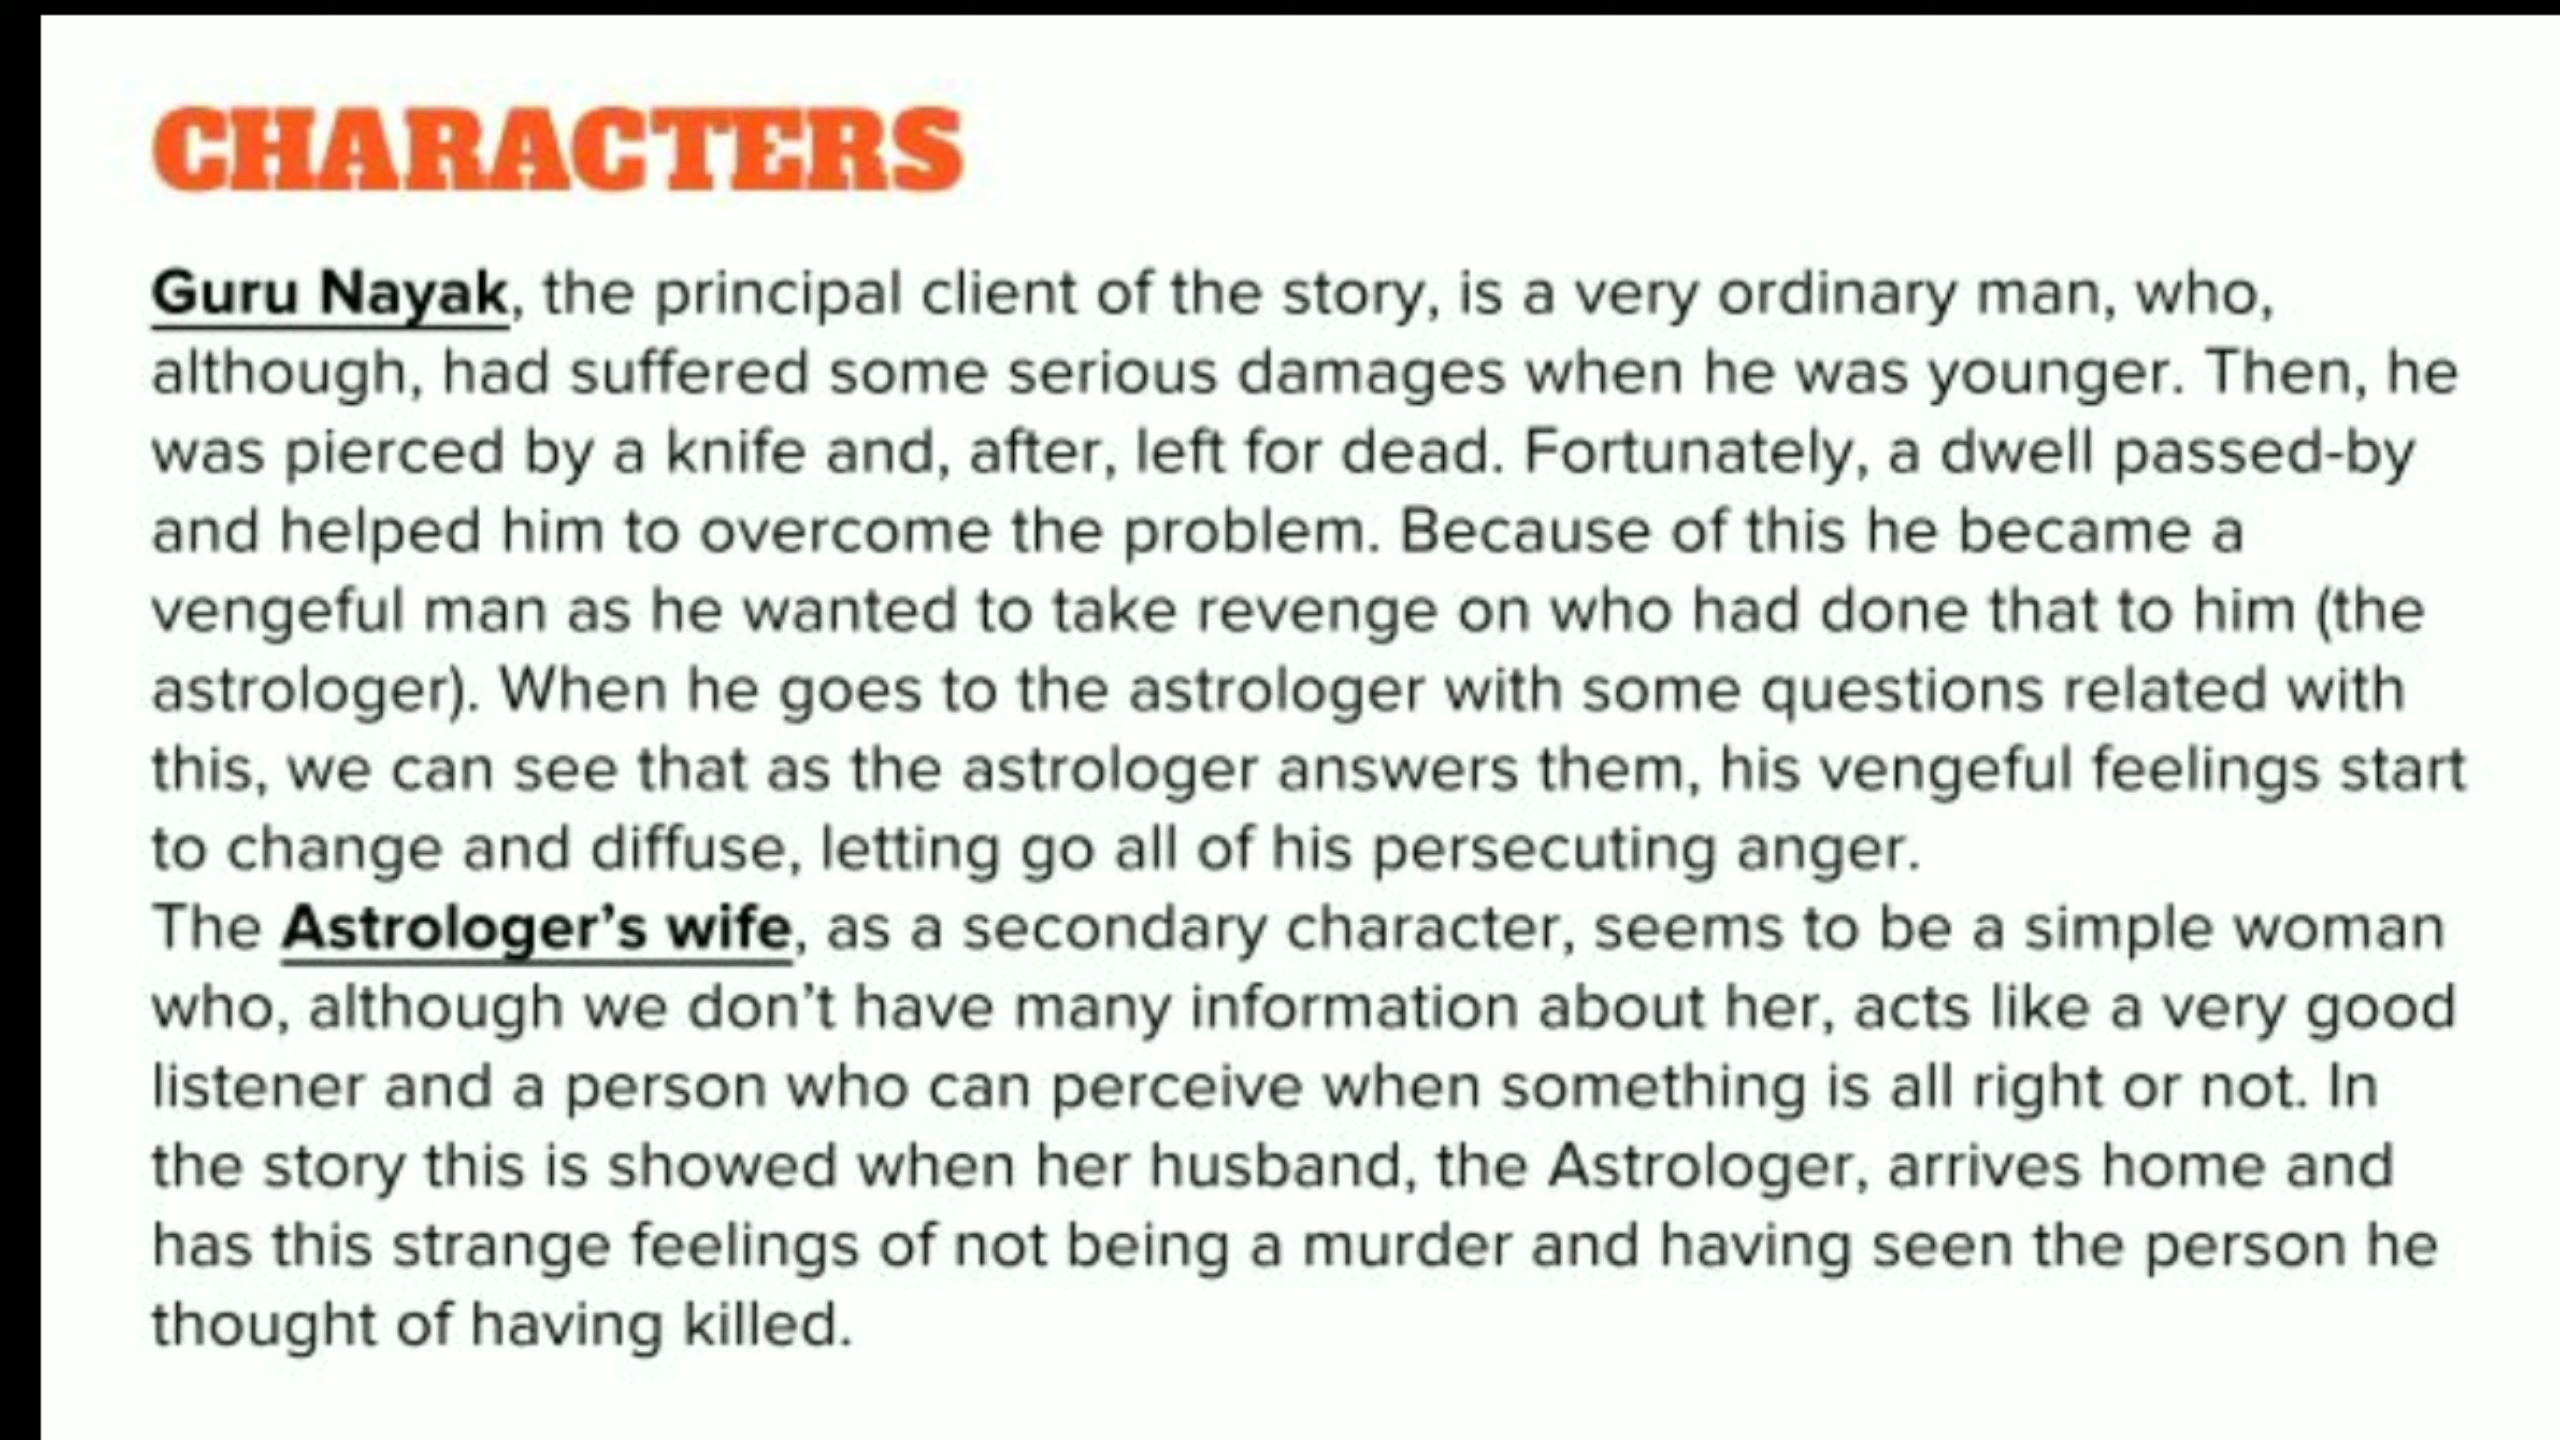 CHARACTERS
Guru Nayak, the principal client of the story, is a very ordinary man, who,
although, had suffered some serious damages when he was younger. Then, he
was pierced by a knife and, after, left for dead. Fortunately, a dwell passed-by
and helped him to overcome the problem. Because of this he became a
vengeful man as he wanted to take revenge on who had done that to him (the
astrologer). When he goes to the astrologer with some questions related with
this, we can see that as the astrologer answers them, his vengeful feelings start
to change and diffuse, letting go all of his persecuting anger.
The Astrologer’s wife, as a secondary character, seems to be a simple woman
who, although we don’t have many information about her, acts like a very good
listener and a person who can perceive when something is all right or not. In
the story this is showed when her husband, the Astrologer, arrives home and
has this strange feelings of not being a murder and having seen the person he
thought of having killed.